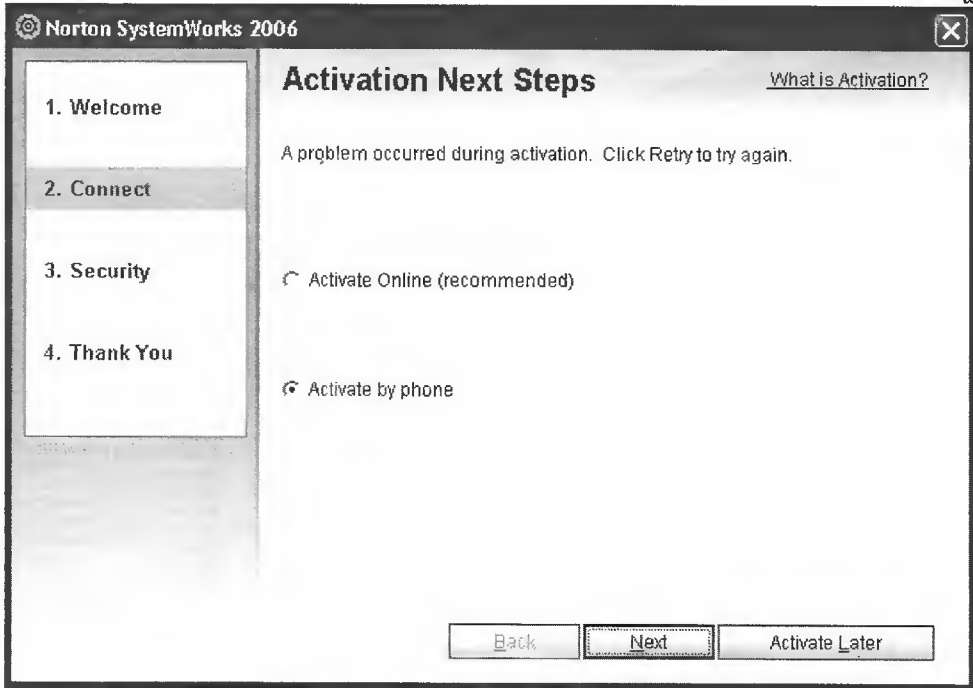 Norton SystemWorks 2006
1. Welcome
2. Connect
3. Security
4. Thank You
Activation Next Steps
What is Activation?
A problem occurred during activation. Click Retry to try again.
Activate Online (recommended)
Activate by phone
Back
Next
Activate Later